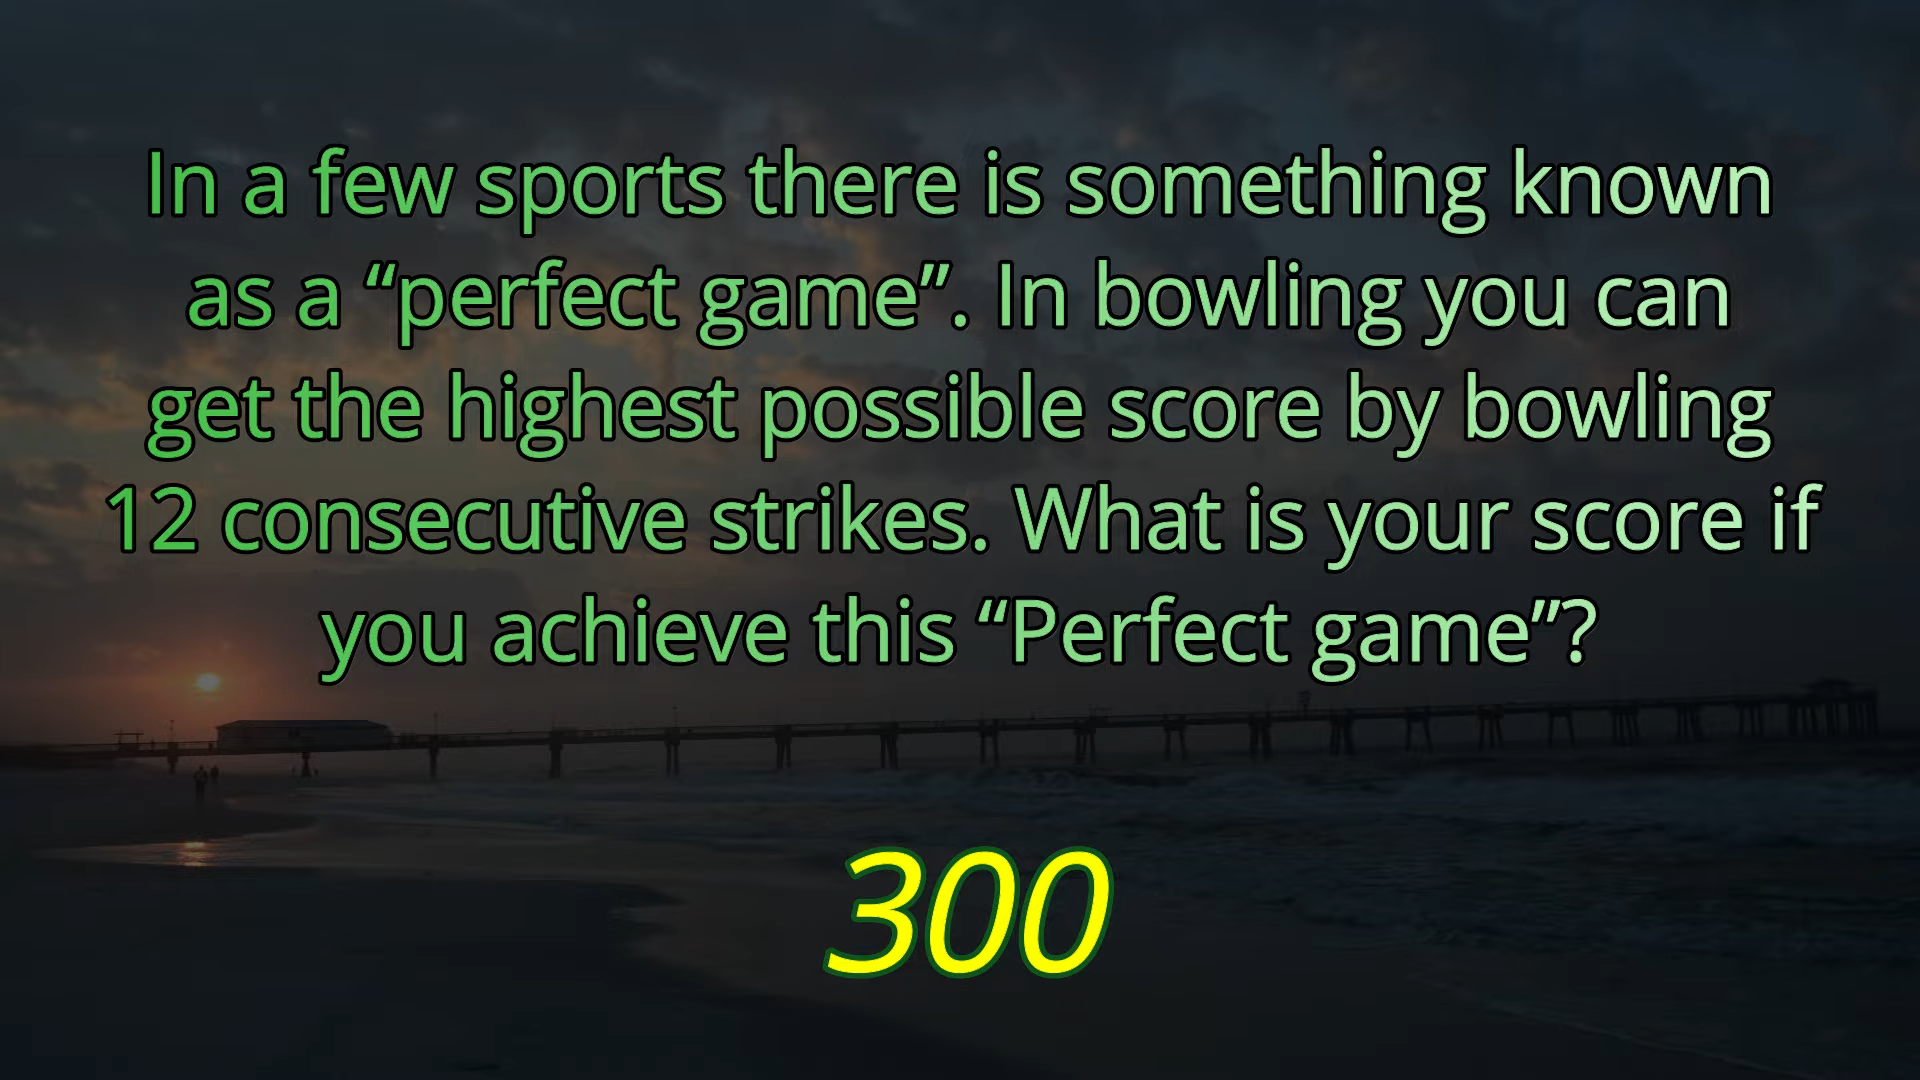 In a few sports there is something known
as a “perfect game”. In bowling you can
get the highest possible score by bowling
12 consecutive strikes. What is your score if
you achieve this “Perfect game”?
300